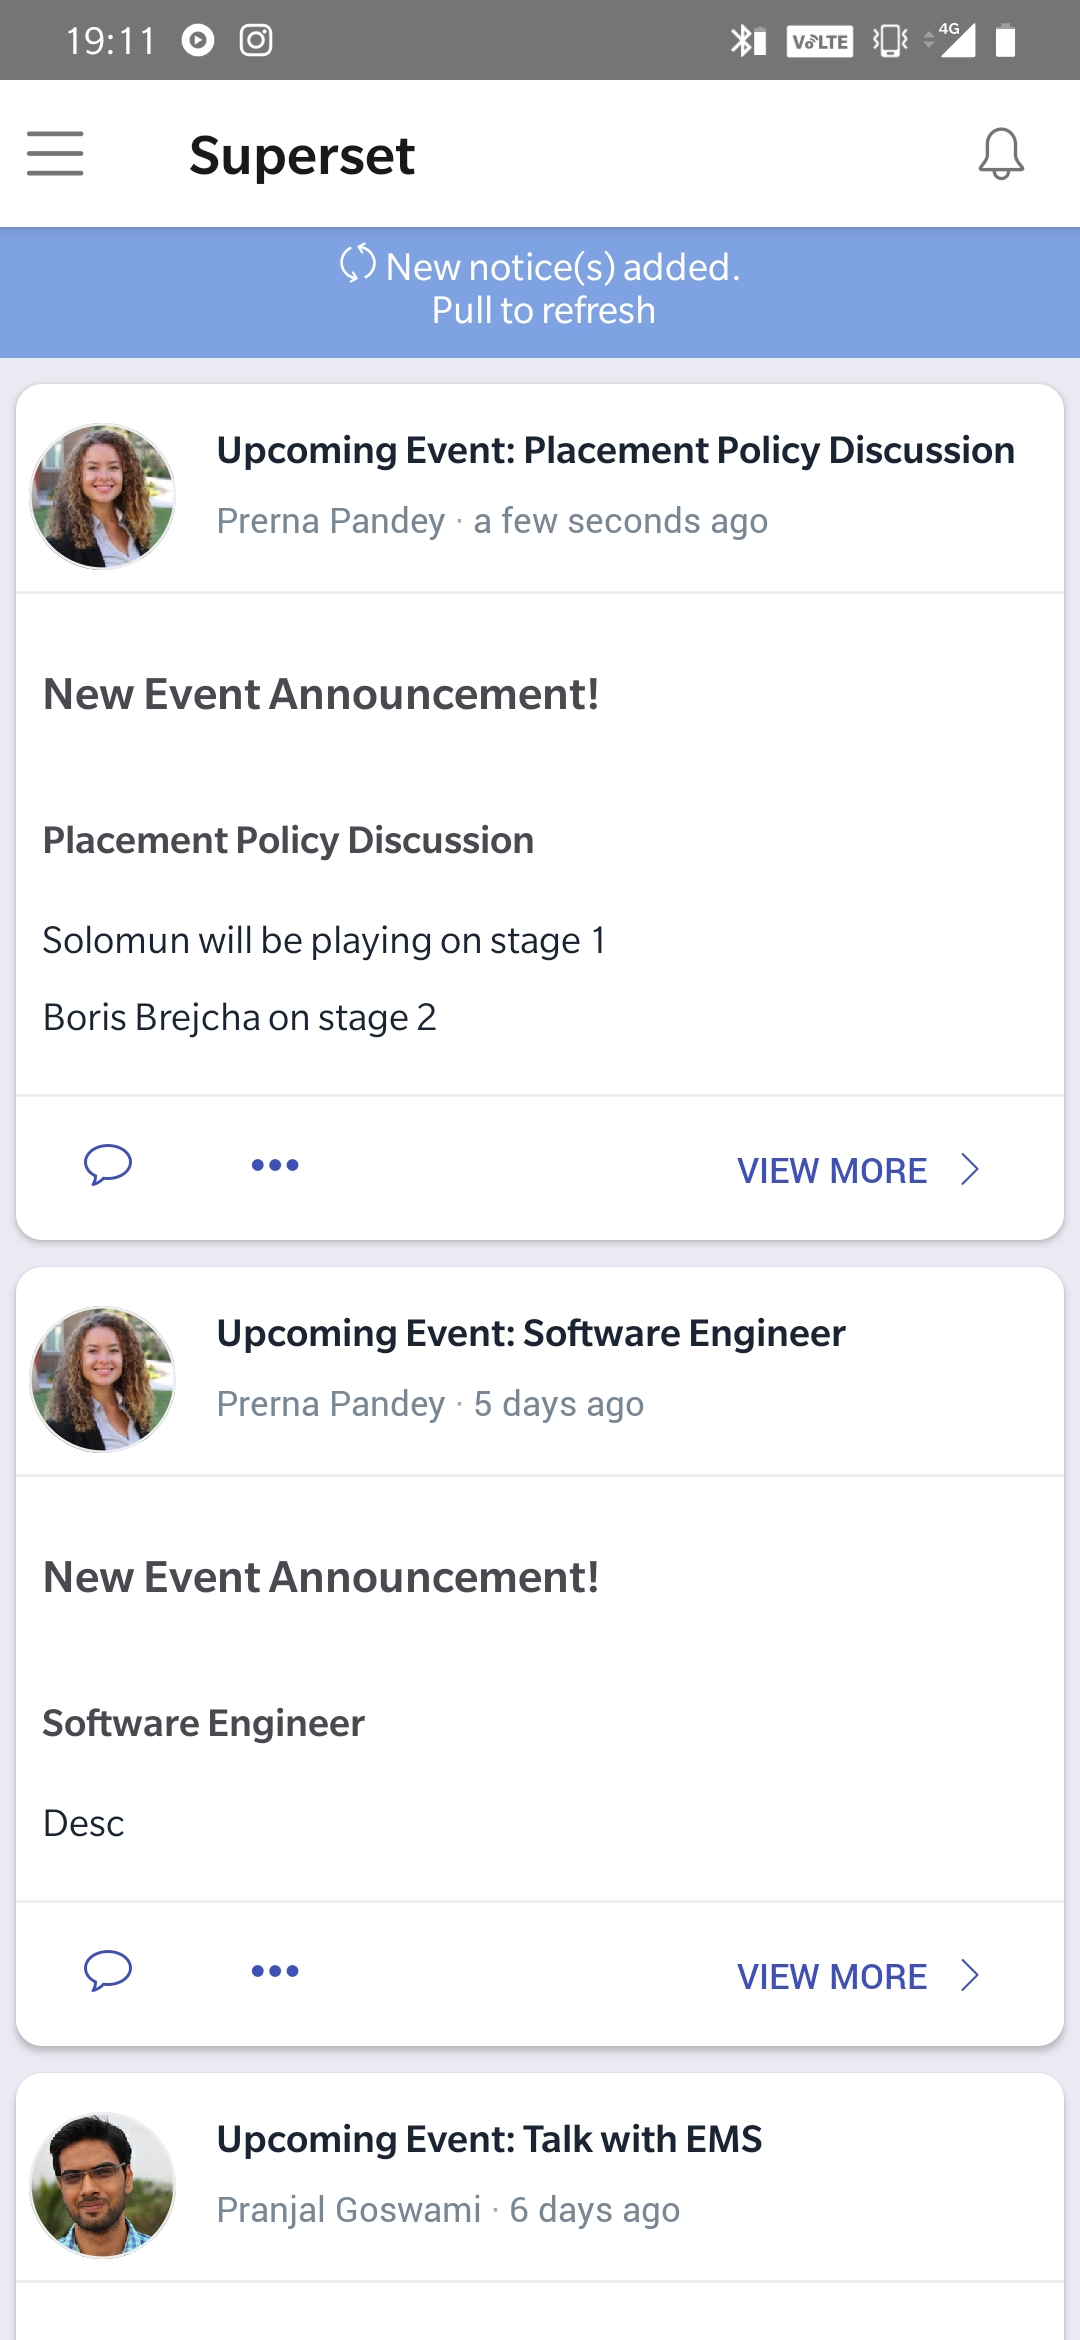 19:11
VoLTE
4G
Superset
New notice(s) added.
Pull to refresh
Upcoming Event: Placement Policy Discussion
Prerna Pandey · a few seconds ago
New Event Announcement!
Placement Policy Discussion
Solomun will be playing on stage 1
Boris Brejcha on stage 2
VIEW MORE
Upcoming Event: Software Engineer
Prerna Pandey · 5 days ago
New Event Announcement!
Software Engineer
Desc
VIEW MORE
Upcoming Event: Talk with EMS
Pranjal Goswami · 6 days ago